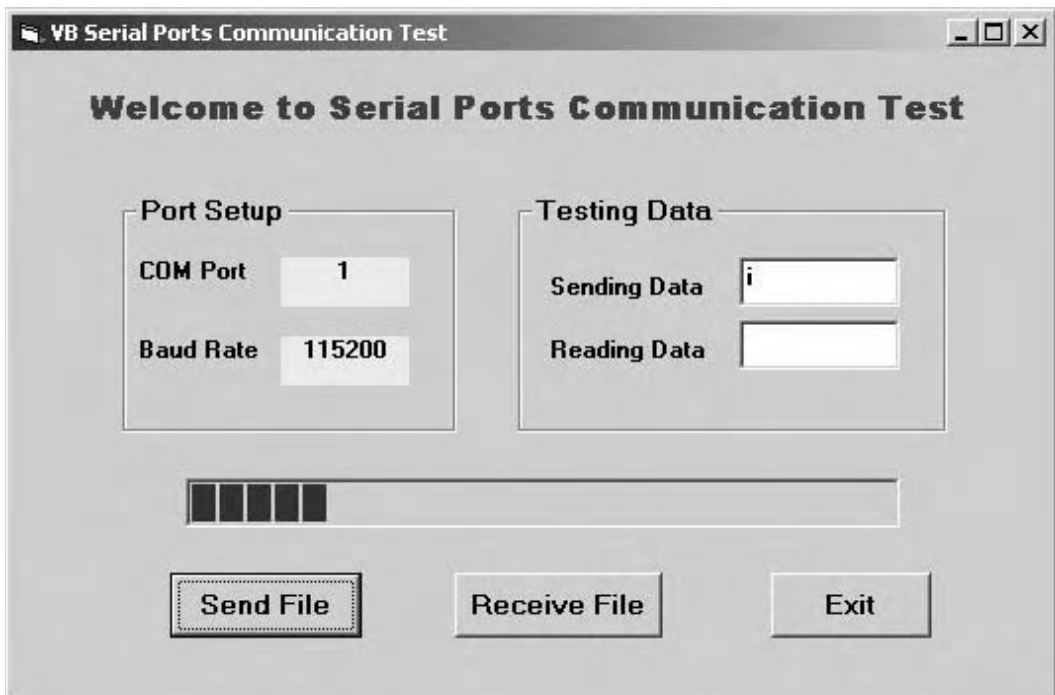 VB Serial Ports Communication Test
Welcome to Serial Ports Communication Test
Port Setup
COM Port 1
Baud Rate 115200
Testing Data
Sending Data i
Reading Data
Send File Receive File Exit